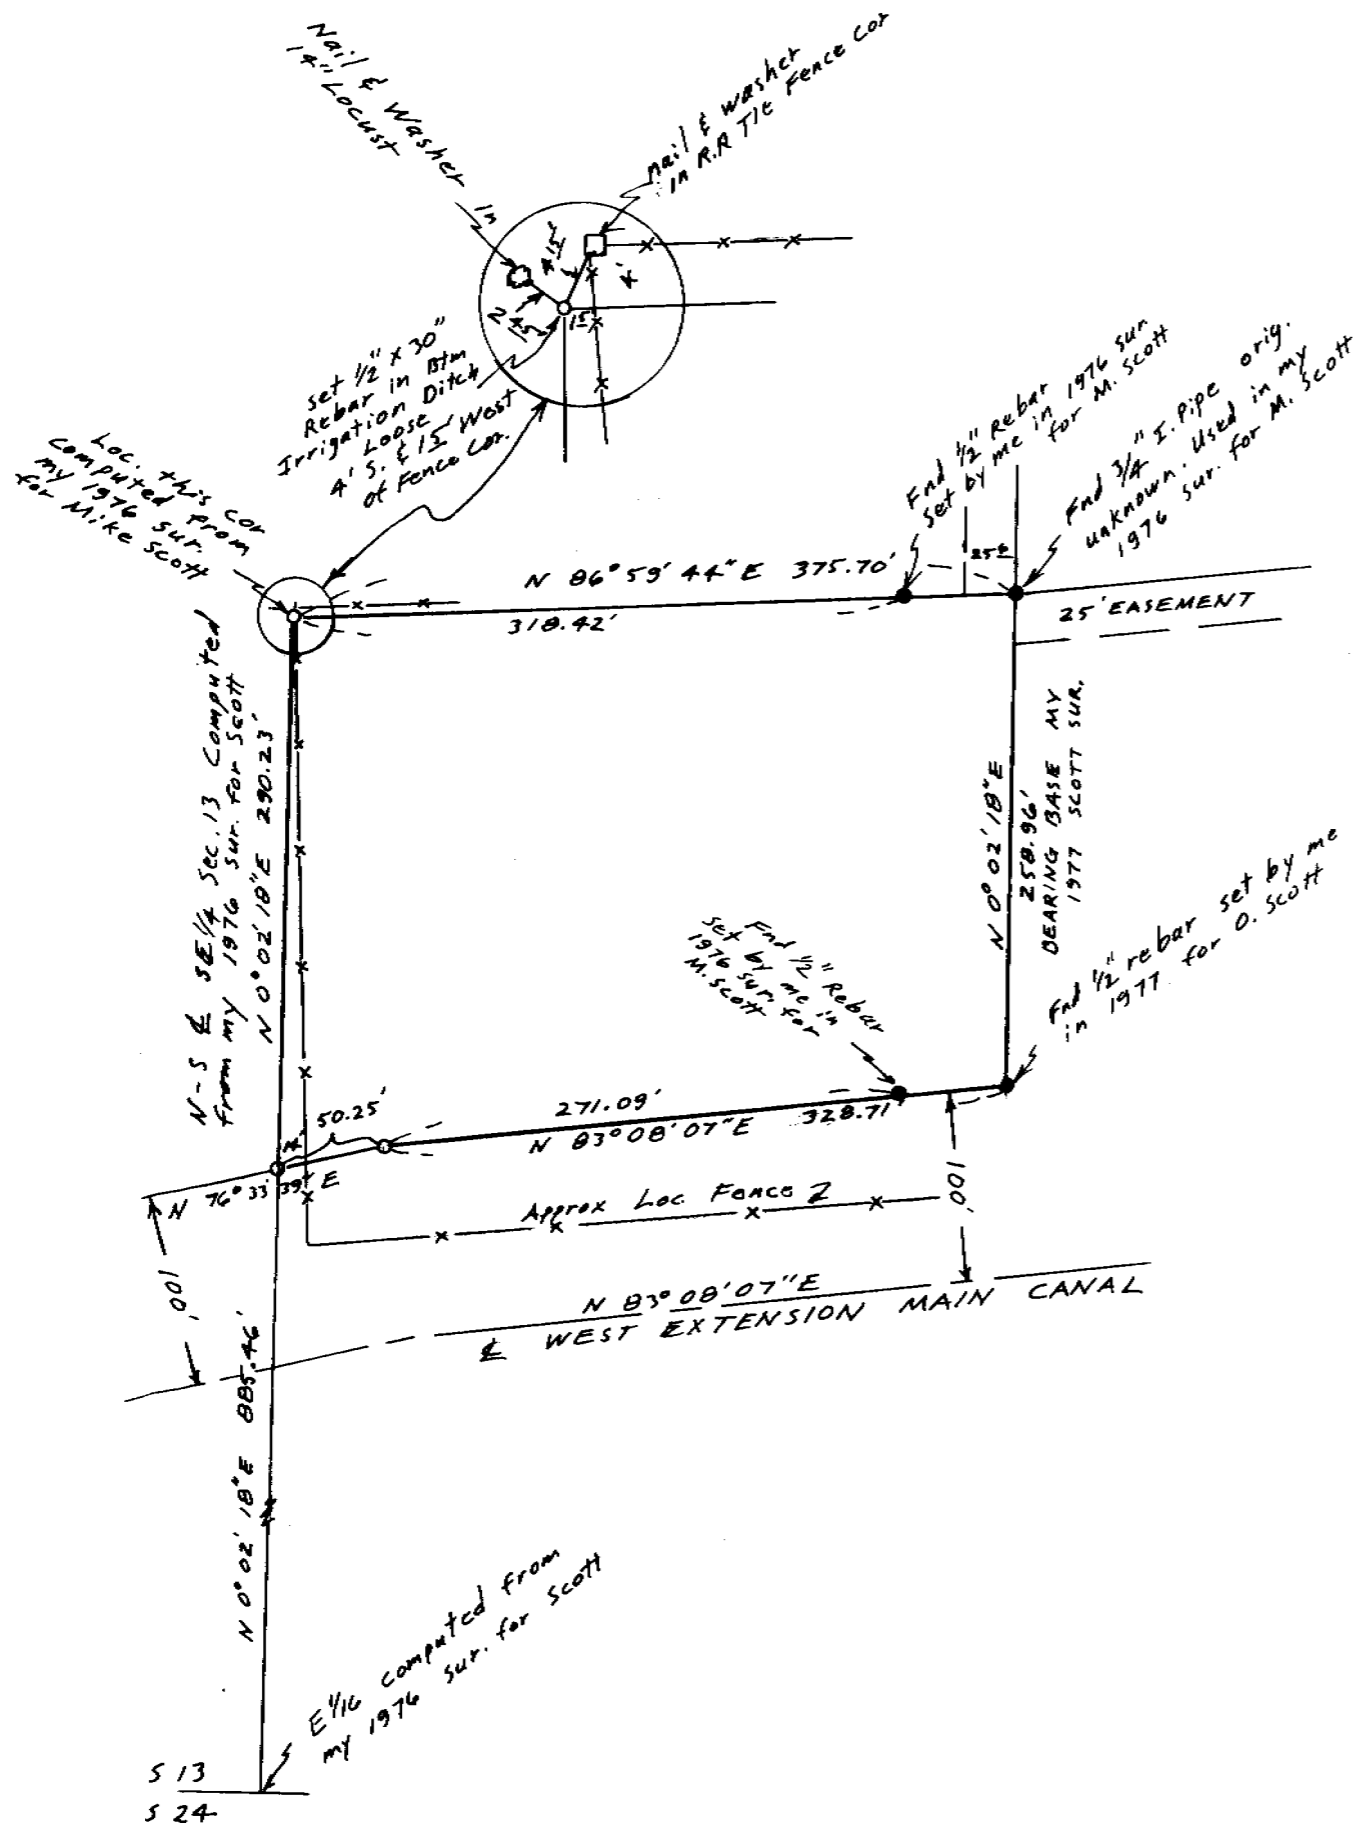 Nail & Washer in
14" Locust
nail & washer
in R.R Tie Fence Cor
4 15'
4'
2 45'
1 5
set 1/2" x 30"
Rebar in Btm
Irrigation Ditch
Loose
4' S. & 1 5' West
of Fence Cor.
Loc. this cor
computed from
my 1976 sur.
for Mike Scott
Fnd 1/2" Rebar
set by me in 1976 sur.
for M. Scott
Fnd 3/4" I. Pipe orig.
unknown. Used in my
1976 sur. for M. Scott
N 86° 59' 44" E 375.70'
318.42'
25'EASEMENT
N-S ℄ SE1/4 Sec. 13 Computed
from my 1976 sur. for Scott
N 0° 02' 18" E 290.23'
N 0° 02' 18" E
258.96'
BEARING BASE MY
1977 SCOTT SUR.
Fnd 1/2" Rebar
set by me in
1976 sur. for
M. Scott
Fnd 1/2" rebar set by me
in 1977 for O. Scott
14'
50.25'
271.09'
N 83° 08' 07" E 328.71'
N 76° 33' 39" E
Approx Loc Fence
100'
100'
N 83° 08' 07" E
℄ WEST EXTENSION MAIN CANAL
N 0° 02' 18" E 885.46'
E 1/16 computed from
my 1976 sur. for Scott
S 13
S 24